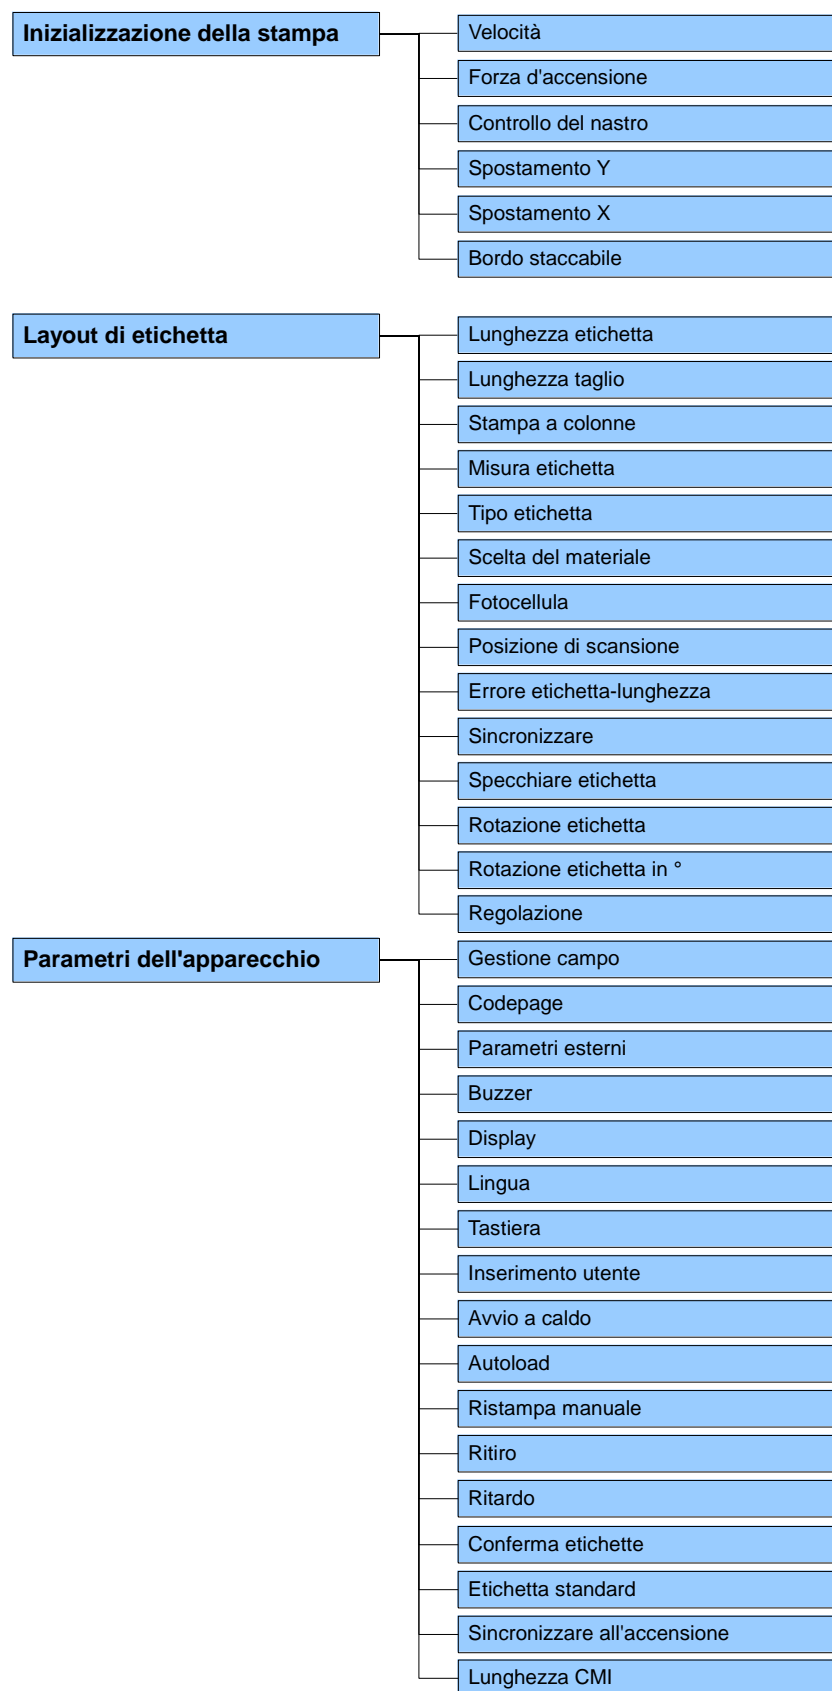 Inizializzazione della stampa
Velocità
Forza d'accensione
Controllo del nastro
Spostamento Y
Spostamento X
Bordo staccabile
Layout di etichetta
Lunghezza etichetta
Lunghezza taglio
Stampa a colonne
Misura etichetta
Tipo etichetta
Scelta del materiale
Fotocellula
Posizione di scansione
Errore etichetta-lunghezza
Sincronizzare
Specchiare etichetta
Rotazione etichetta
Rotazione etichetta in °
Regolazione
Parametri dell'apparecchio
Gestione campo
Codepage
Parametri esterni
Buzzer
Display
Lingua
Tastiera
Inserimento utente
Avvio a caldo
Autoload
Ristampa manuale
Ritiro
Ritardo
Conferma etichette
Etichetta standard
Sincronizzare all'accensione
Lunghezza CMI